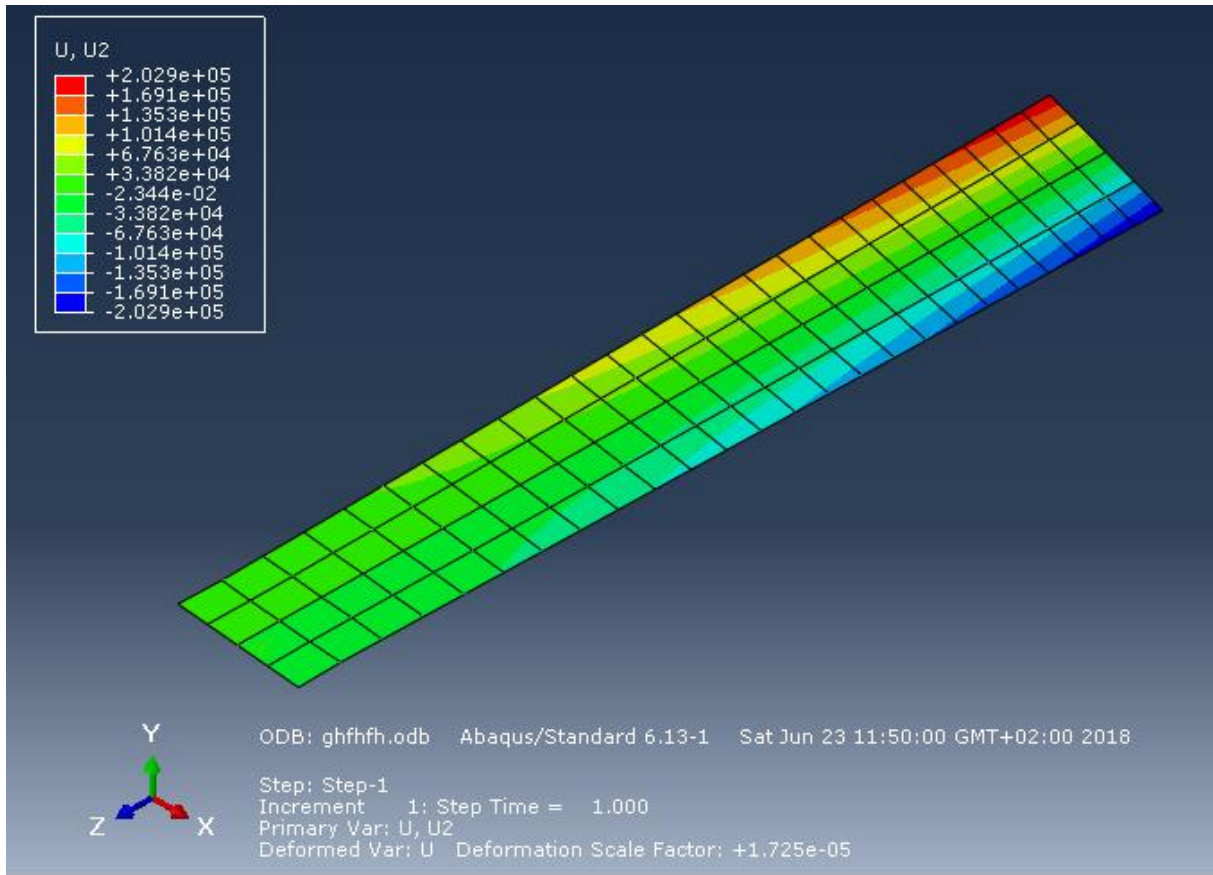 U, U2
+2.029e+05
+1.691e+05
+1.353e+05
+1.014e+05
+6.763e+04
+3.382e+04
-2.344e-02
-3.382e+04
-6.763e+04
-1.014e+05
-1.353e+05
-1.691e+05
-2.029e+05
Y
Z X
ODB: ghfhfh.odb Abaqus/Standard 6.13-1 Sat Jun 23 11:50:00 GMT+02:00 2018
Step: Step-1
Increment 1: Step Time = 1.000
Primary Var: U, U2
Deformed Var: U Deformation Scale Factor: +1.725e-05